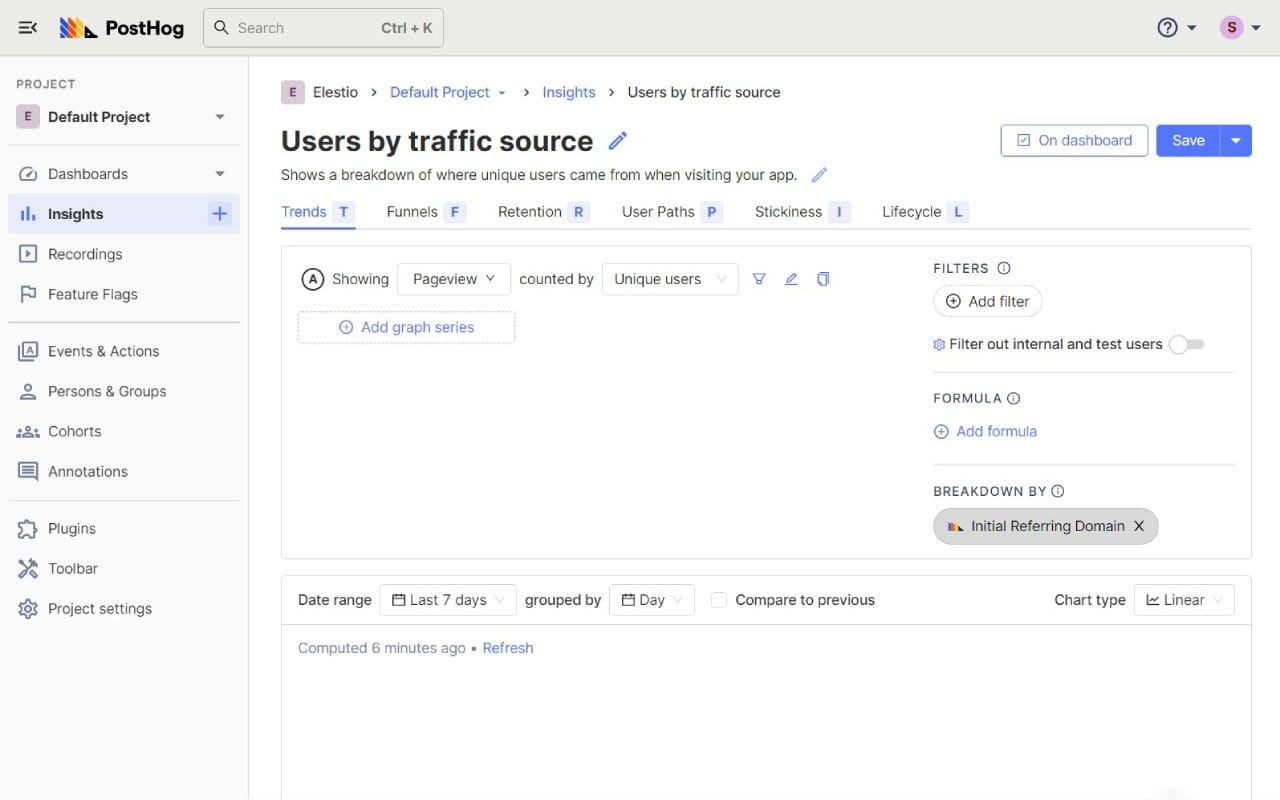 PostHog
Search Ctrl + K
S
PROJECT
E Default Project
Dashboards
Insights
Recordings
Feature Flags
Events & Actions
Persons & Groups
Cohorts
Annotations
Plugins
Toolbar
Project settings
E Elestio > Default Project > Insights > Users by traffic source
Users by traffic source
On dashboard
Save
Shows a breakdown of where unique users came from when visiting your app.
Trends T Funnels F Retention R User Paths P Stickiness I Lifecycle L
A Showing Pageview counted by Unique users
Add graph series
FILTERS
Add filter
Filter out internal and test users
FORMULA
Add formula
BREAKDOWN BY
Initial Referring Domain X
Date range Last 7 days grouped by Day Compare to previous Chart type Linear
Computed 6 minutes ago • Refresh